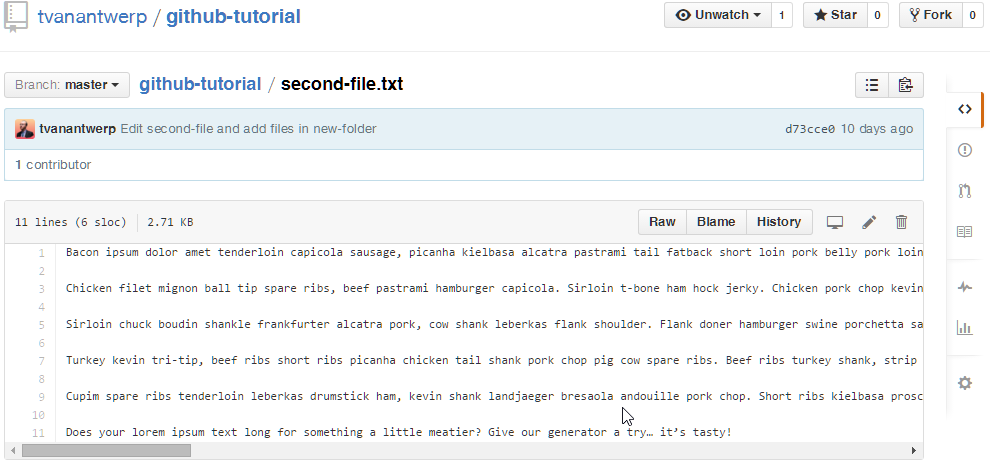 tvanantwerp / github-tutorial
Unwatch 1 Star 0 Fork 0
Branch: master github-tutorial / second-file.txt
tvanantwerp Edit second-file and add files in new-folder d73cce0 10 days ago
1 contributor
11 lines (6 sloc) 2.71 KB Raw Blame History
1 Bacon ipsum dolor amet tenderloin capicola sausage, picanha kielbasa alcatra pastrami tail fatback short loin pork belly pork loin
2
3 Chicken filet mignon ball tip spare ribs, beef pastrami hamburger capicola. Sirloin t-bone ham hock jerky. Chicken pork chop kevin
4
5 Sirloin chuck boudin shankle frankfurter alcatra pork, cow shank leberkas flank shoulder. Flank doner hamburger swine porchetta sa
6
7 Turkey kevin tri-tip, beef ribs short ribs picanha chicken tail shank pork chop pig cow spare ribs. Beef ribs turkey shank, strip
8
9 Cupim spare ribs tenderloin leberkas drumstick ham, kevin shank landjaeger bresaola andouille pork chop. Short ribs kielbasa prosc
10
11 Does your lorem ipsum text long for something a little meatier? Give our generator a try… it’s tasty!